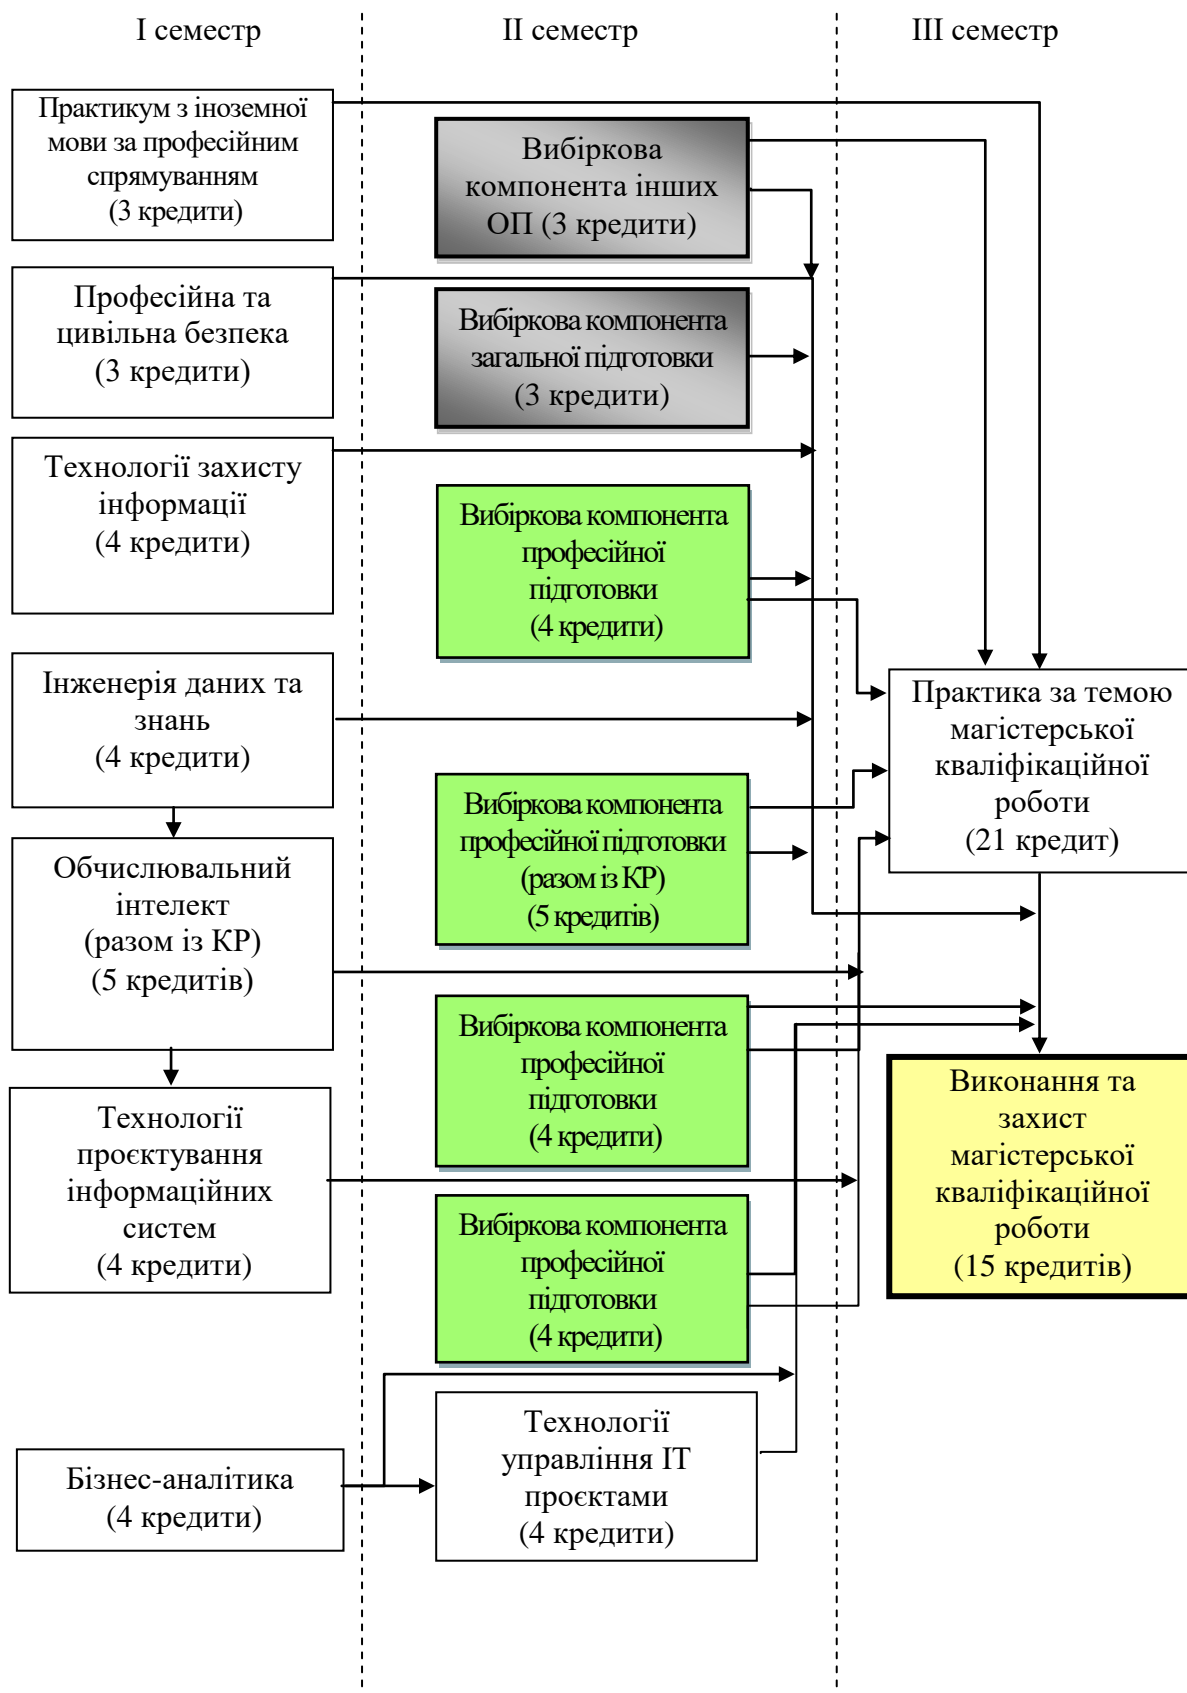 І семестр
ІІ семестр
ІІІ семестр
Практикум з іноземної
мови за професійним
спрямуванням
(3 кредити)
Професійна та
цивільна безпека
(3 кредити)
Технології захисту
інформації
(4 кредити)
Інженерія даних та
знань
(4 кредити)
Обчислювальний
інтелект
(разом із КР)
(5 кредитів)
Технології
проєктування
інформаційних
систем
(4 кредити)
Бізнес-аналітика
(4 кредити)
Вибіркова
компонента інших
ОП (3 кредити)
Вибіркова компонента
загальної підготовки
(3 кредити)
Вибіркова компонента
професійної
підготовки
(4 кредити)
Вибіркова компонента
професійної підготовки
(разом із КР)
(5 кредитів)
Вибіркова компонента
професійної
підготовки
(4 кредити)
Вибіркова компонента
професійної
підготовки
(4 кредити)
Технології
управління ІТ
проєктами
(4 кредити)
Практика за темою
магістерської
кваліфікаційної
роботи
(21 кредит)
Виконання та
захист
магістерської
кваліфікаційної
роботи
(15 кредитів)